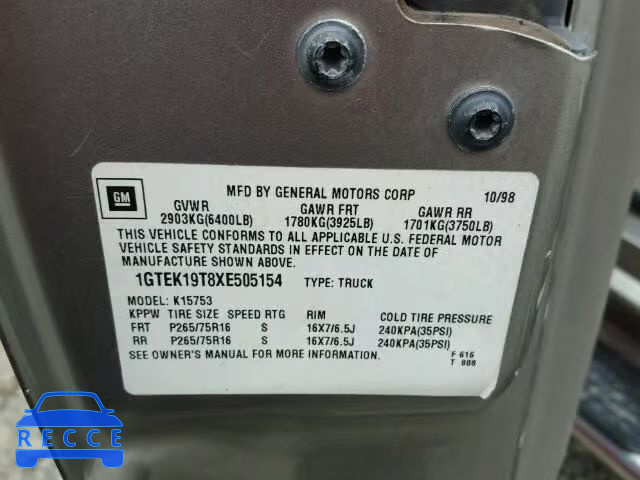 GM
MFD BY GENERAL MOTORS CORP 10/98
GVWR GAWR FRT GAWR RR
2903KG(6400LB) 1780KG(3925LB) 1701KG(3750LB)
THIS VEHICLE CONFORMS TO ALL APPLICABLE U.S. FEDERAL MOTOR
VEHICLE SAFETY STANDARDS IN EFFECT ON THE DATE OF
MANUFACTURE SHOWN ABOVE.
1GTEK19T8XE505154 TYPE: TRUCK
MODEL: K15753
KPPW TIRE SIZE SPEED RTG RIM COLD TIRE PRESSURE
FRT P265/75R16 S 16X7/6.5J 240KPA(35PSI)
RR P265/75R16 S 16X7/6.5J 240KPA(35PSI)
SEE OWNER'S MANUAL FOR MORE INFORMATION.
F 616
T 808
RECCE